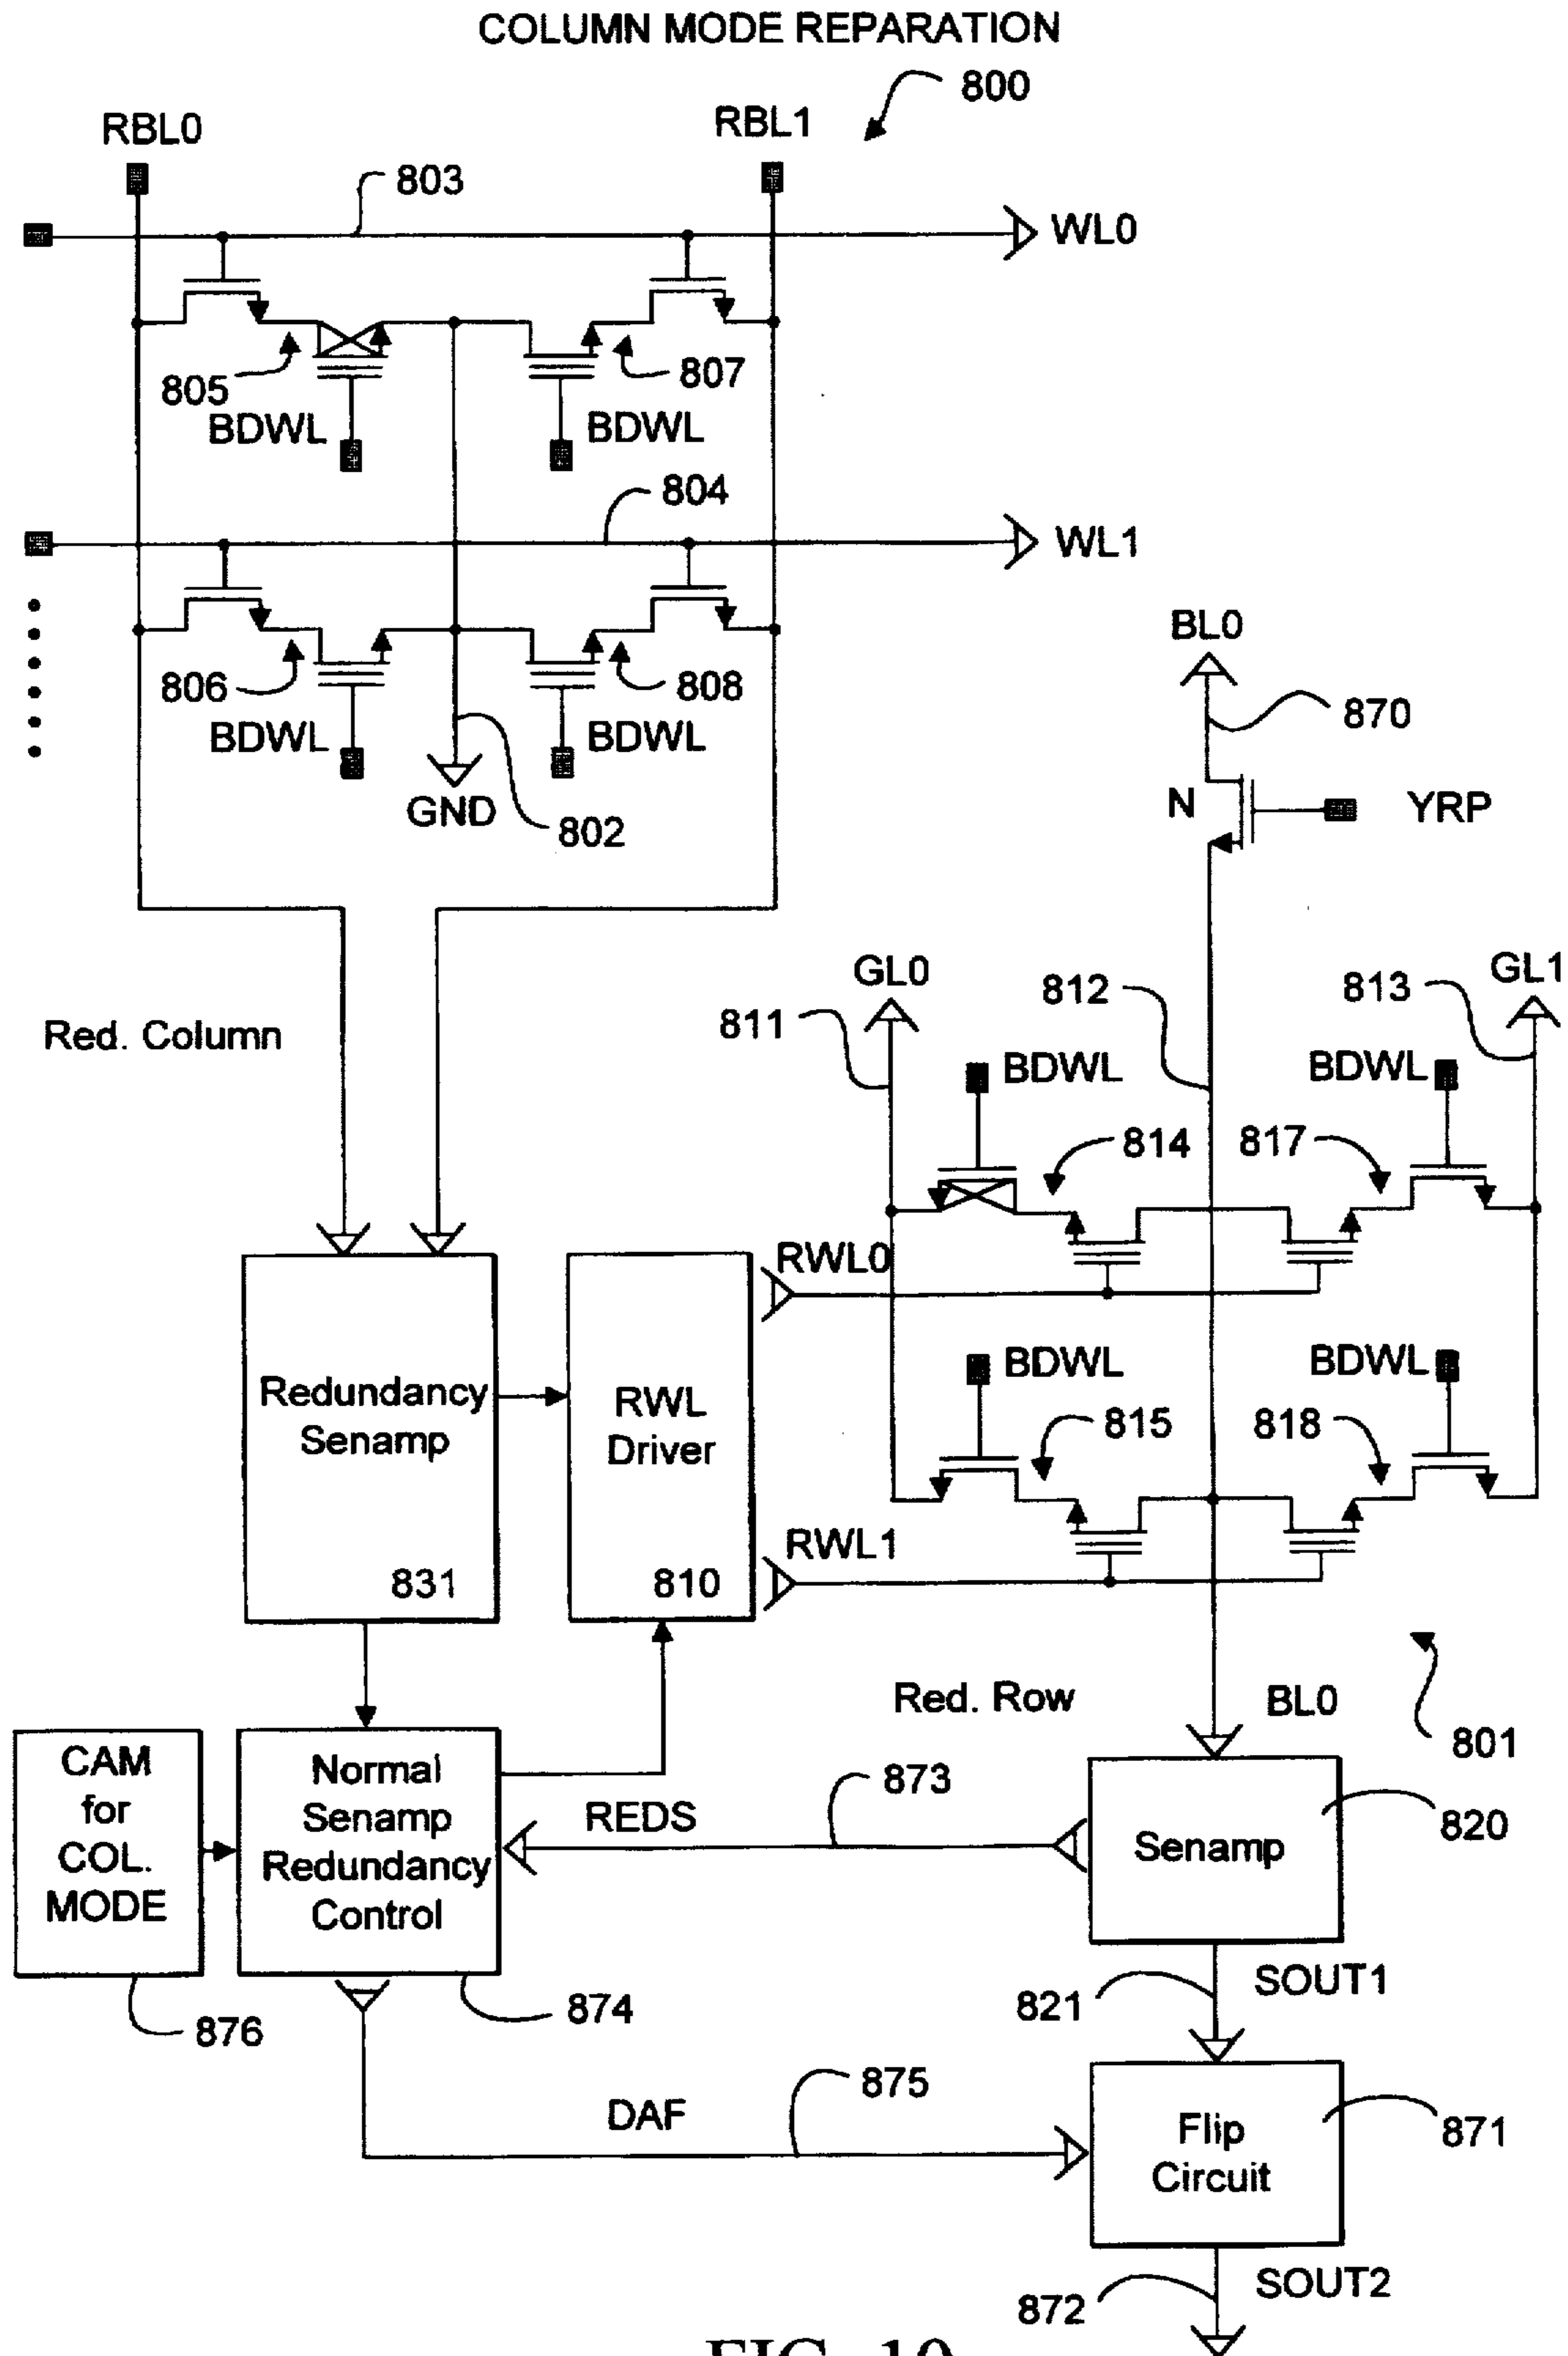 COLUMN MODE REPARATION
800
RBL0
RBL1
803
WL0
805
807
BDWL
BDWL
804
WL1
806
808
BDWL
BDWL
GND
802
BL0
870
N
YRP
GL0
GL1
811
812
813
Red. Column
BDWL
BDWL
814
817
RWL0
BDWL
BDWL
815
818
RWL1
Redundancy
Senamp
831
RWL
Driver
810
Red. Row
BL0
801
CAM
for
COL.
MODE
876
Normal
Senamp
Redundancy
Control
874
REDS
873
Senamp
820
821
SOUT1
DAF
875
Flip
Circuit
871
872
SOUT2
FIG. 10